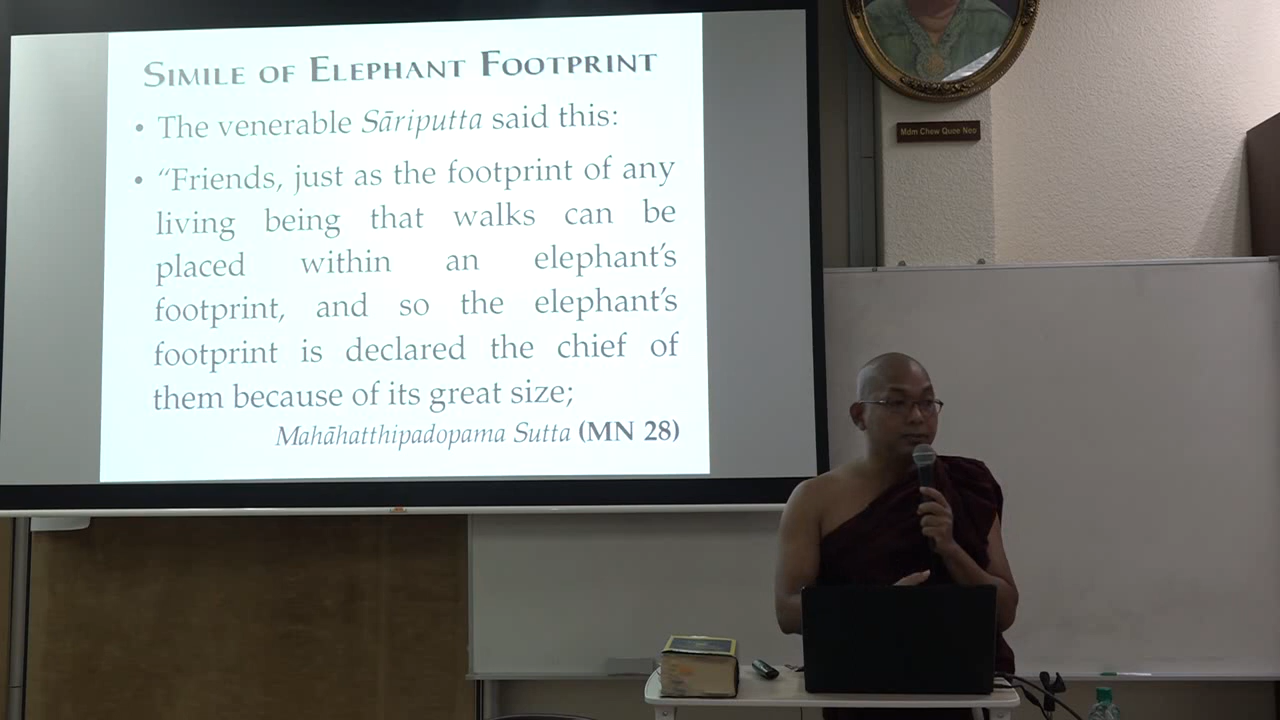 SIMILE OF ELEPHANT FOOTPRINT
• The venerable Sāriputta said this:
• “Friends, just as the footprint of any
living being that walks can be
placed within an elephant’s
footprint, and so the elephant’s
footprint is declared the chief of
them because of its great size;
Mahāhatthipadopama Sutta (MN 28)
Mdm Chew Quee Neo